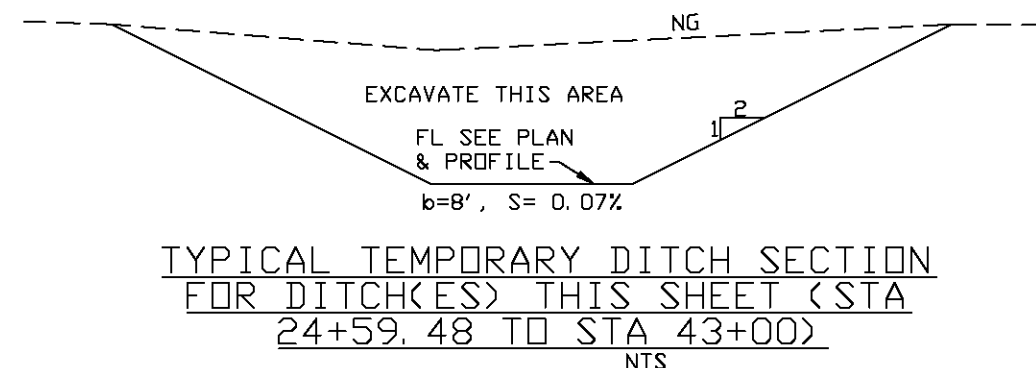 NG
EXCAVATE THIS AREA
2
1
FL SEE PLAN
& PROFILE
b=8', S= 0.07%
TYPICAL TEMPORARY DITCH SECTION
FOR DITCH(ES) THIS SHEET (STA
24+59.48 TO STA 43+00)
NTS